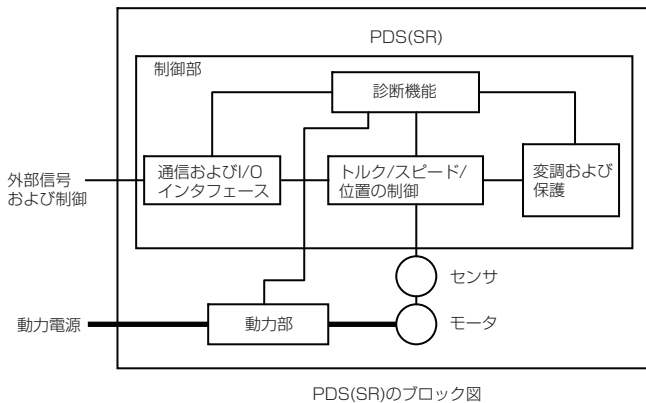 PDS(SR)
制御部
診断機能
外部信号
および制御
通信およびI/O
インタフェース
トルク/スピード/
位置の制御
変調および
保護
センサ
動力電源
動力部
モータ
PDS(SR)のブロック図